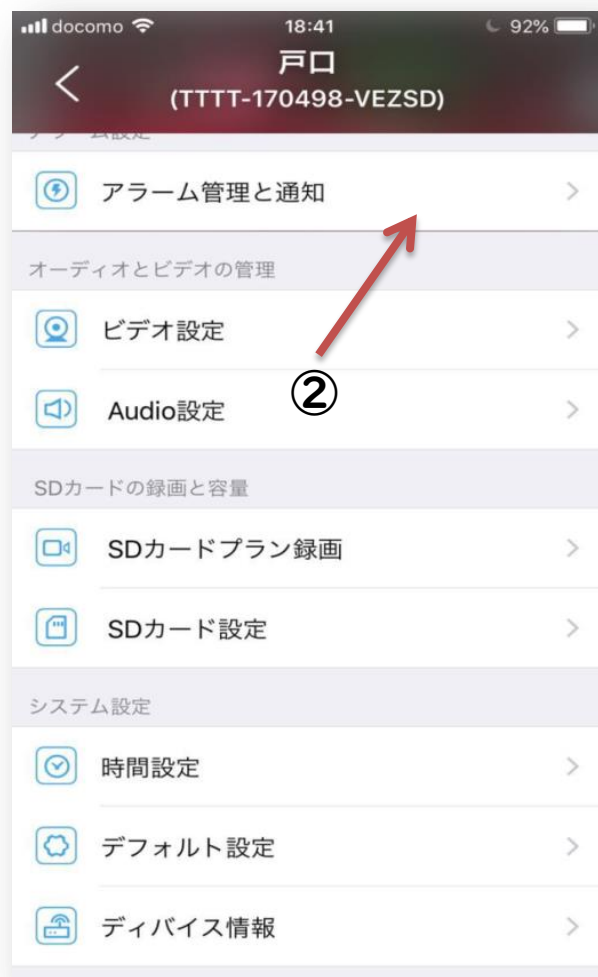 docomo 18:41 92%
戸口
(TTTT-170498-VEZSD)
アラーム管理と通知
オーディオとビデオの管理
ビデオ設定
②
Audio設定
SDカードの録画と容量
SDカードプラン録画
SDカード設定
システム設定
時間設定
デフォルト設定
ディバイス情報